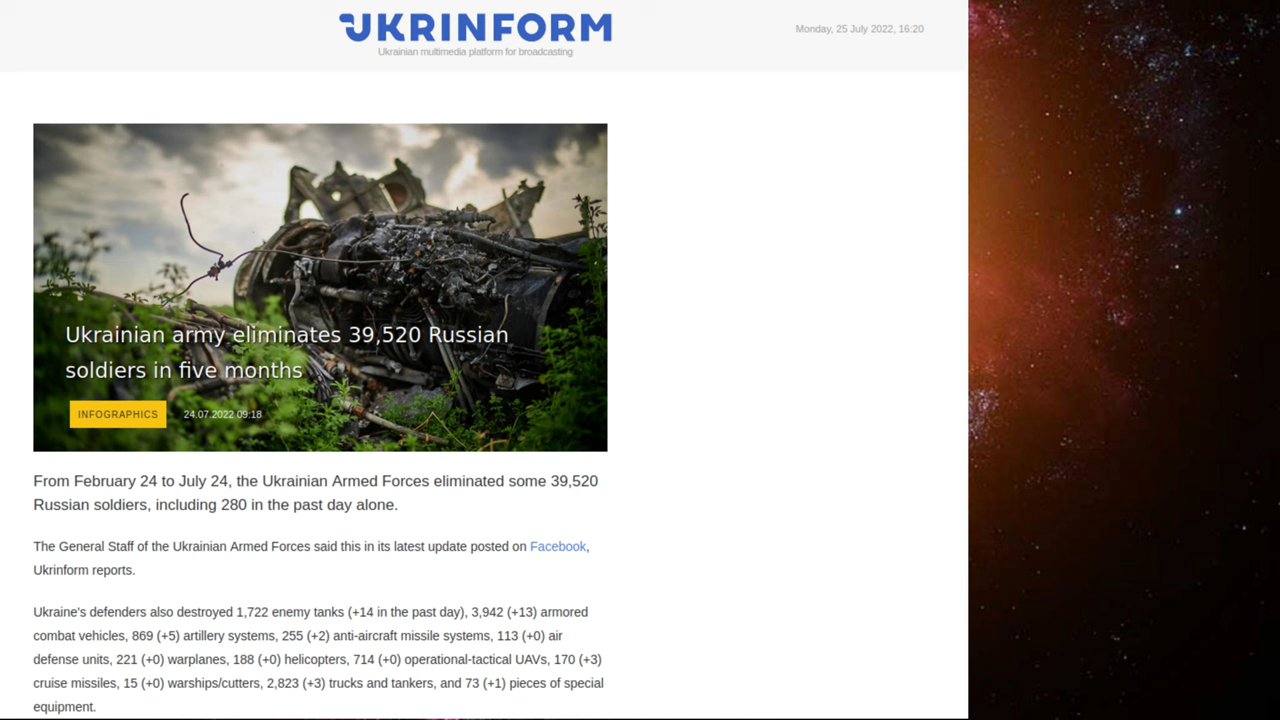 UKRINFORM
Ukrainian multimedia platform for broadcasting
Monday, 25 July 2022, 16:20
Ukrainian army eliminates 39,520 Russian
soldiers in five months
INFOGRAPHICS 24.07.2022 09:18
From February 24 to July 24, the Ukrainian Armed Forces eliminated some 39,520
Russian soldiers, including 280 in the past day alone.
The General Staff of the Ukrainian Armed Forces said this in its latest update posted on Facebook,
Ukrinform reports.
Ukraine's defenders also destroyed 1,722 enemy tanks (+14 in the past day), 3,942 (+13) armored
combat vehicles, 869 (+5) artillery systems, 255 (+2) anti-aircraft missile systems, 113 (+0) air
defense units, 221 (+0) warplanes, 188 (+0) helicopters, 714 (+0) operational-tactical UAVs, 170 (+3)
cruise missiles, 15 (+0) warships/cutters, 2,823 (+3) trucks and tankers, and 73 (+1) pieces of special
equipment.